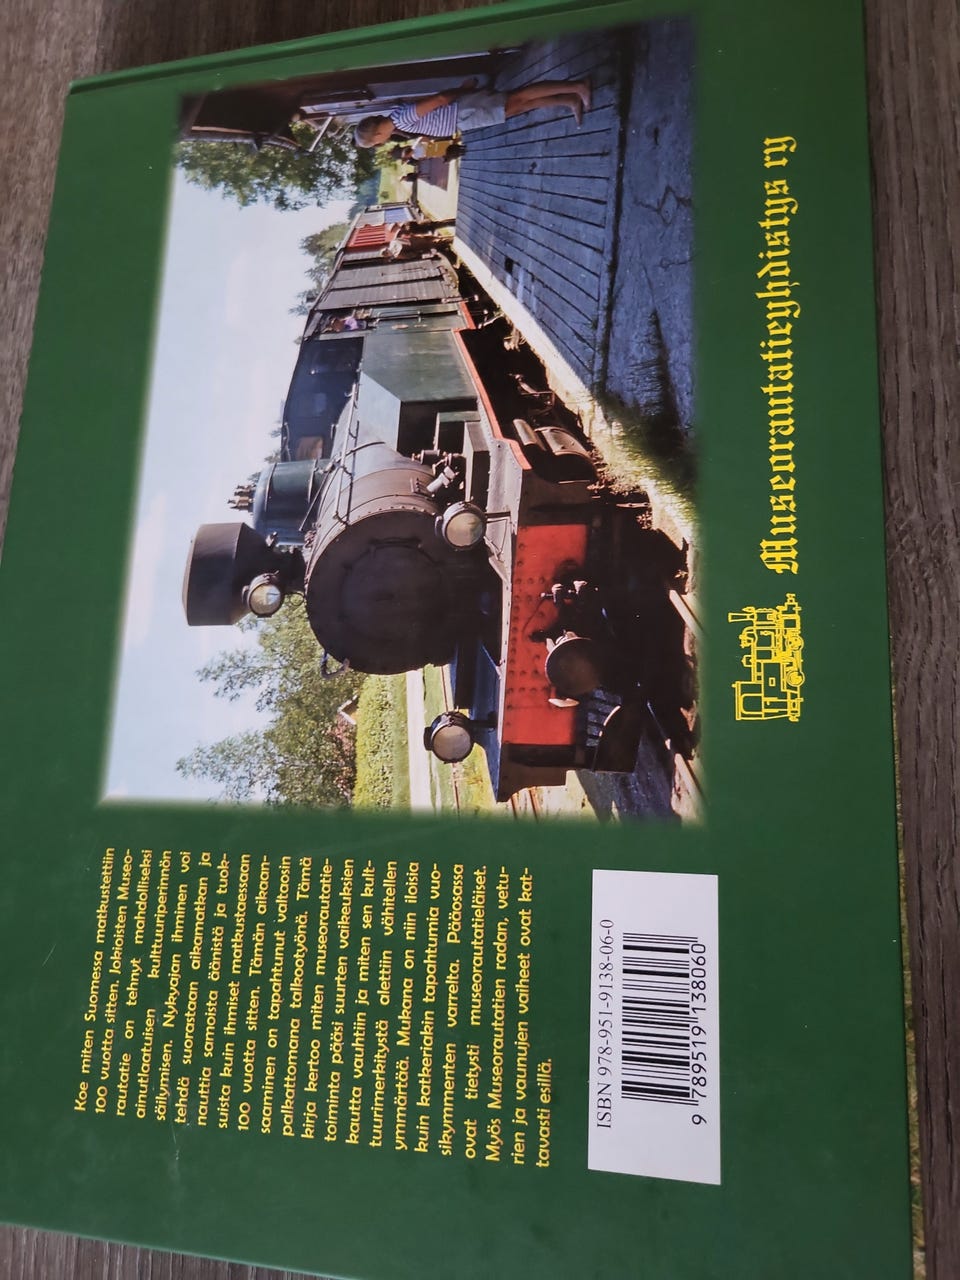 Koe miten Suomessa matkustettiin
100 vuotta sitten. Jokioisten Museo-
rautatie on tehnyt mahdolliseksi
ainutlaatuisen kulttuuriperinnön
säilymisen. Nykyajan ihminen voi
tehdä suorastaan aikamatkan ja
nauttia samoista äänistä ja tuok-
suista kuin ihmiset matkustaessaan
100 vuotta sitten. Tämän aikaan-
saaminen on tapahtunut valtaosin
palkattomana talkootyönä. Tämä
kirja kertoo miten museorautatie-
toiminta pääsi suurten vaikeuksien
kautta vauhtiin ja miten sen kult-
tuurimerkitystä alettiin vähitellen
ymmärtää. Mukana on niin iloisia
kuin katkeriakin tapahtumia vuo-
sikymmenten varrelta. Pääosassa
ovat tietysti museorautatieläiset.
Myös Museorautatien radan, vetu-
rien ja vaunujen vaiheet ovat kat-
tavasti esillä.
ISBN 978-951-9138-06-0
9 789519 138060
Museorautatieyhdistys ry